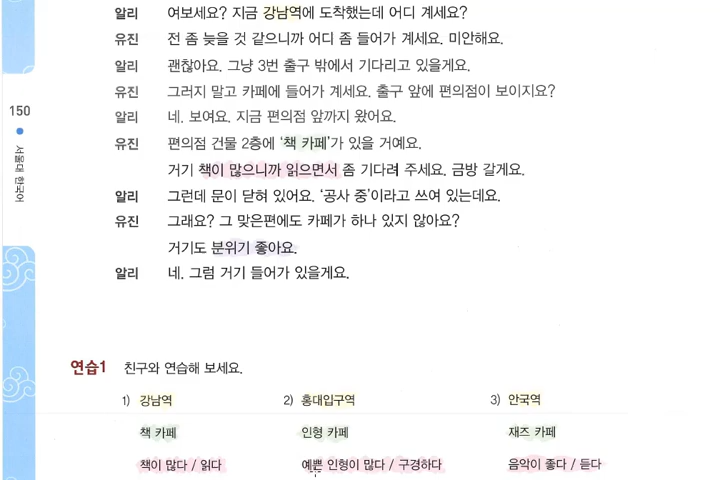 알리 여보세요? 지금 강남역에 도착했는데 어디 계세요?
유진 전 좀 늦을 것 같으니까 어디 좀 들어가 계세요. 미안해요.
알리 괜찮아요. 그냥 3번 출구 밖에서 기다리고 있을게요.
유진 그러지 말고 카페에 들어가 계세요. 출구 앞에 편의점이 보이지요?
알리 네. 보여요. 지금 편의점 앞까지 왔어요.
유진 편의점 건물 2층에 ‘책 카페’가 있을 거예요.
거기 책이 많으니까 읽으면서 좀 기다려 주세요. 금방 갈게요.
알리 그런데 문이 닫혀 있어요. ‘공사 중’이라고 쓰여 있는데요.
유진 그래요? 그 맞은편에도 카페가 하나 있지 않아요?
거기도 분위기 좋아요.
알리 네. 그럼 거기 들어가 있을게요.
150
서울대 한국어
연습1 친구와 연습해 보세요.
1) 강남역 2) 홍대입구역 3) 안국역
책 카페 인형 카페 재즈 카페
책이 많다 / 읽다 예쁜 인형이 많다 / 구경하다 음악이 좋다 / 듣다